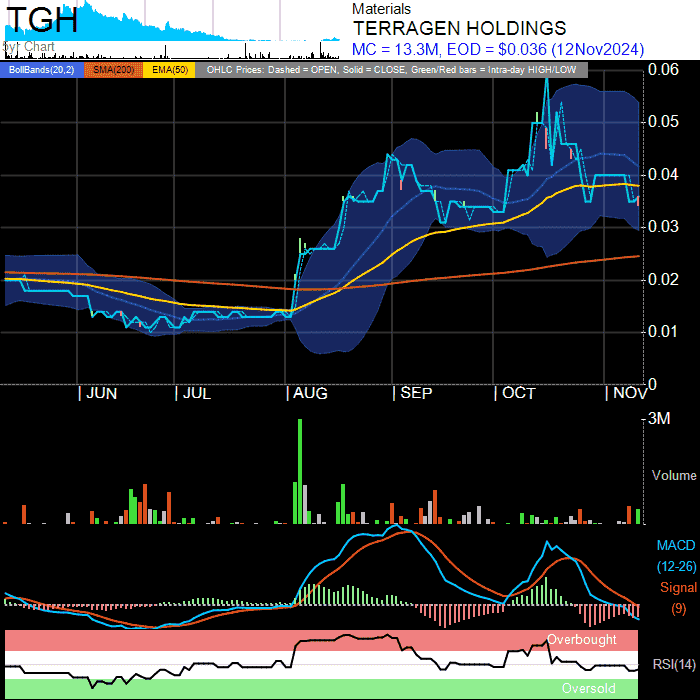 TGH
5yr Chart
Materials
TERRAGEN HOLDINGS
MC = 13.3M, EOD = $0.036 (12Nov2024)
BollBands(20,2) SMA(200) EMA(50) OHLC Prices: Dashed = OPEN, Solid = CLOSE, Green/Red bars = Intra-day HIGH/LOW
0.06
0.05
0.04
0.03
0.02
0.01
0
| JUN | JUL | AUG | SEP | OCT | NOV
3M
Volume
MACD
(12-26)
Signal
(9)
Overbought
RSI(14)
Oversold